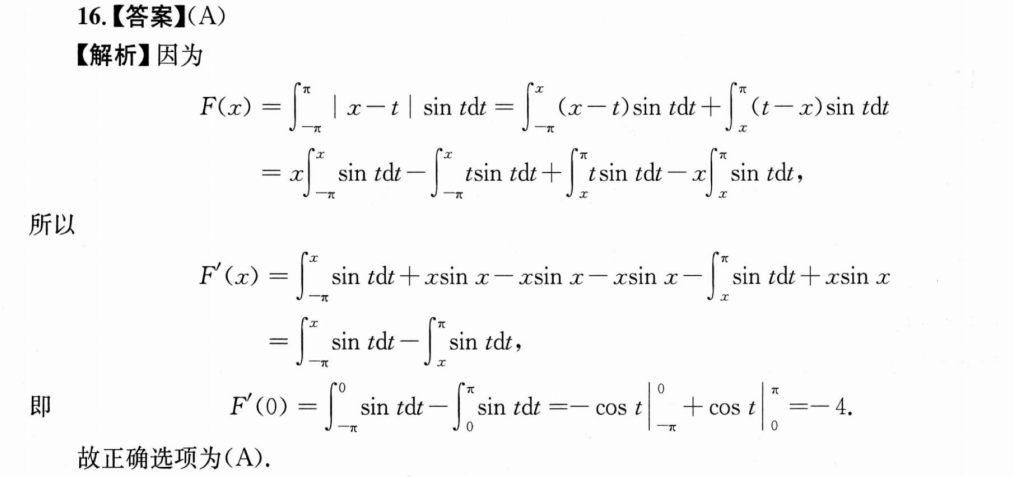 16.【答案】(A)
【解析】因为
F(x) = ∫_{-π}^{π} | x-t | sin tdt = ∫_{-π}^{x} (x-t)sin tdt + ∫_{x}^{π} (t-x)sin tdt
= x∫_{-π}^{x} sin tdt - ∫_{-π}^{x} tsin tdt + ∫_{x}^{π} tsin tdt - x∫_{x}^{π} sin tdt,
所以
F′(x) = ∫_{-π}^{x} sin tdt + xsin x - xsin x - xsin x - ∫_{x}^{π} sin tdt + xsin x
= ∫_{-π}^{x} sin tdt - ∫_{x}^{π} sin tdt,
即 F′(0) = ∫_{-π}^{0} sin tdt - ∫_{0}^{π} sin tdt = - cos t |_{-π}^{0} + cos t |_{0}^{π} = - 4.
故正确选项为(A).